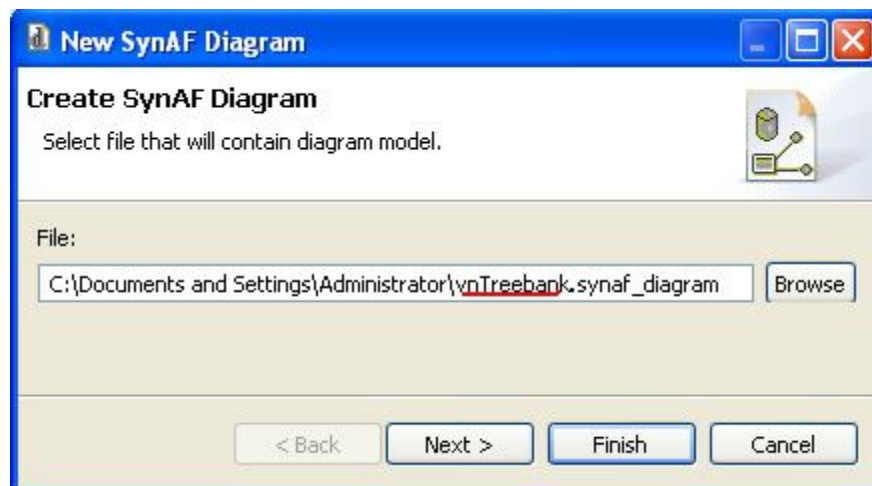 New SynAF Diagram
Create SynAF Diagram
Select file that will contain diagram model.
File:
C:\Documents and Settings\Administrator\vnTreebank.synaf_diagram Browse
< Back Next > Finish Cancel